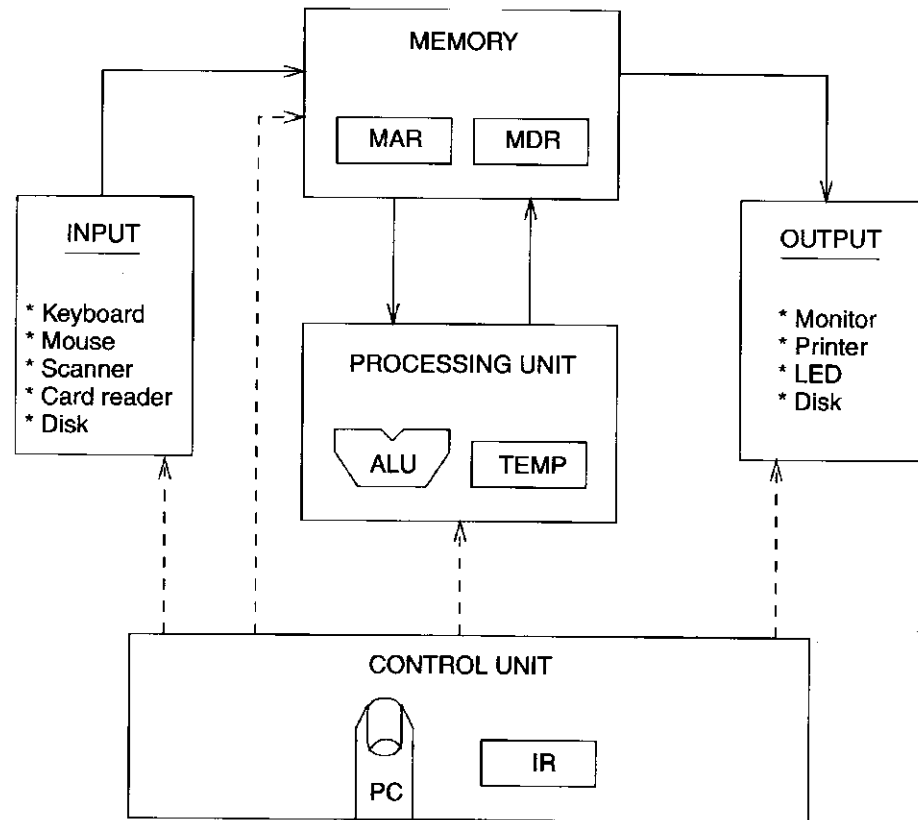 MEMORY
MAR
MDR
INPUT
* Keyboard
* Mouse
* Scanner
* Card reader
* Disk
OUTPUT
* Monitor
* Printer
* LED
* Disk
PROCESSING UNIT
ALU
TEMP
CONTROL UNIT
PC
IR